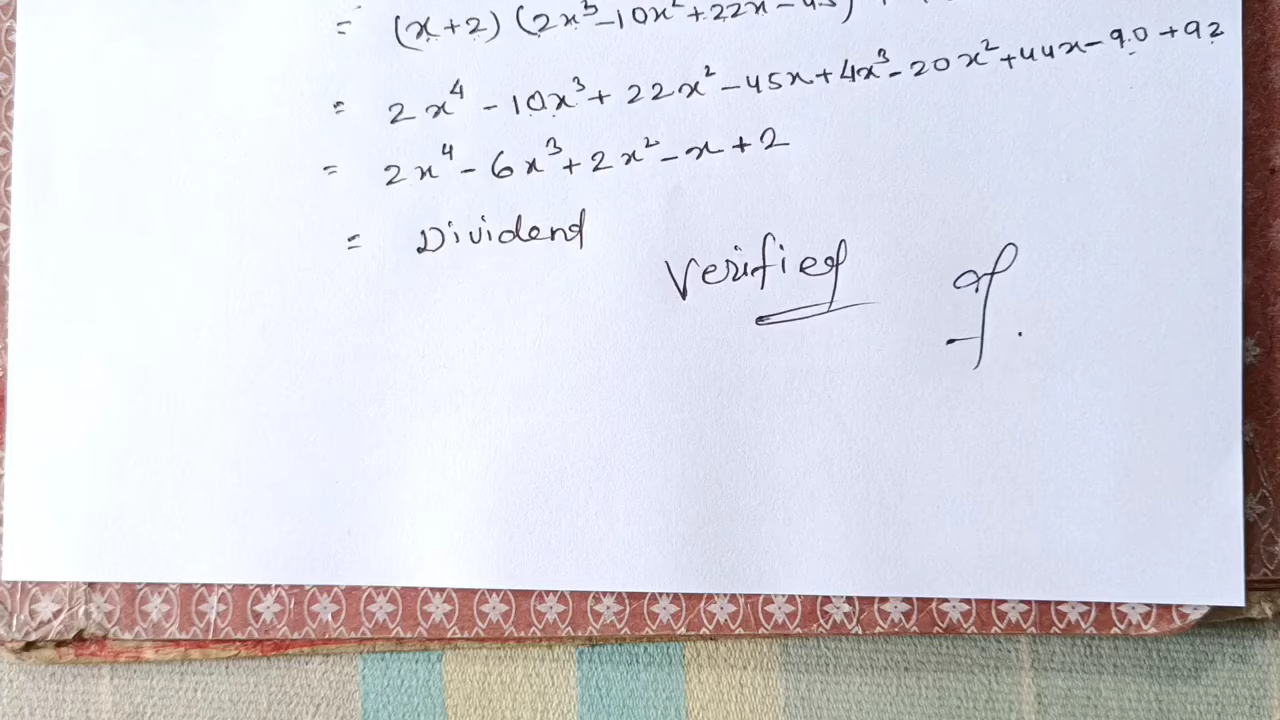 = (x+2) (2x³-10x²+22x-45)
= 2x⁴ - 10x³ + 22x² - 45x + 4x³ - 20x² + 44x - 90 + 92
= 2x⁴ - 6x³ + 2x² - x + 2
= Dividend
Verified